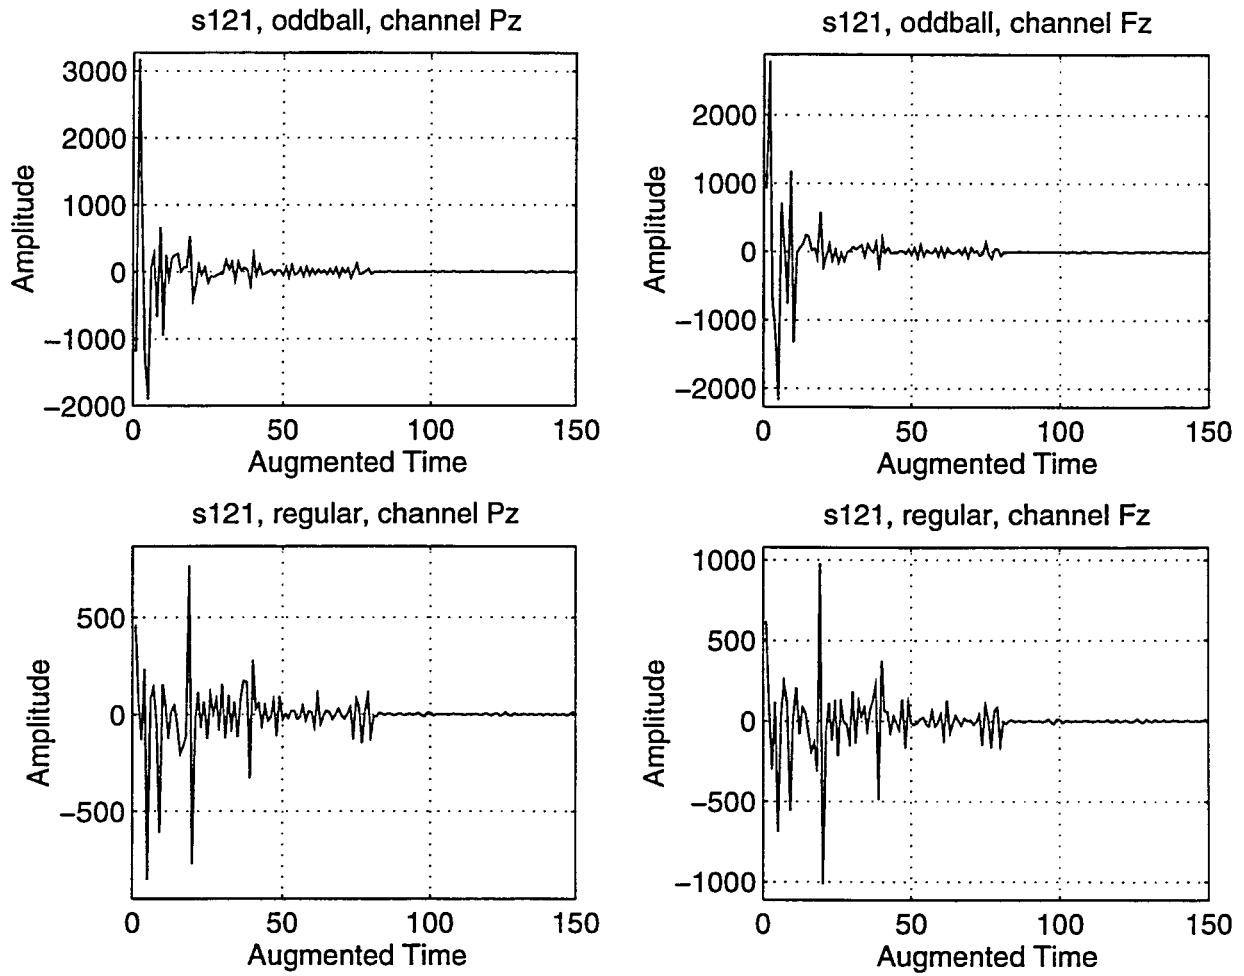 s121, oddball, channel Pz
3000
2000
1000
0
−1000
−2000
Amplitude
0 50 100 150
Augmented Time
s121, oddball, channel Fz
2000
1000
0
−1000
−2000
Amplitude
0 50 100 150
Augmented Time
s121, regular, channel Pz
500
0
−500
Amplitude
0 50 100 150
Augmented Time
s121, regular, channel Fz
1000
500
0
−500
−1000
Amplitude
0 50 100 150
Augmented Time